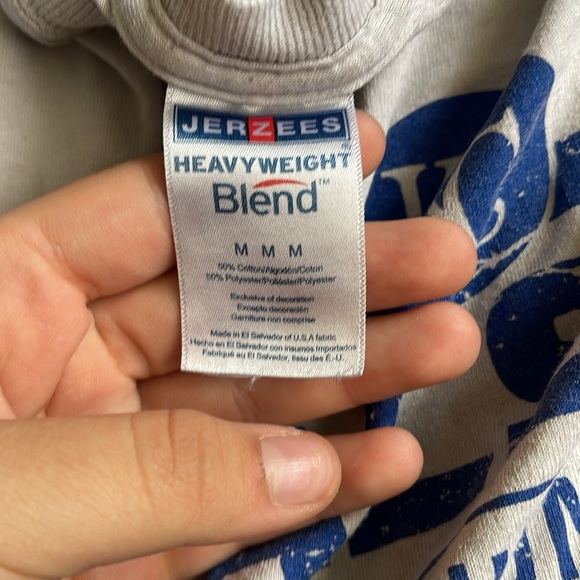 JERZEES
®
HEAVYWEIGHT
Blend™
M M M
50% Cotton/Algodón/Coton
50% Polyester/Poliéster/Polyester
Exclusive of decoration
Excepto decoración
Garniture non comprise
Made in El Salvador of U.S.A fabric
Hecho en El Salvador con insumos Importados
Fabriqué au El Salvador, tissu des É.-U.